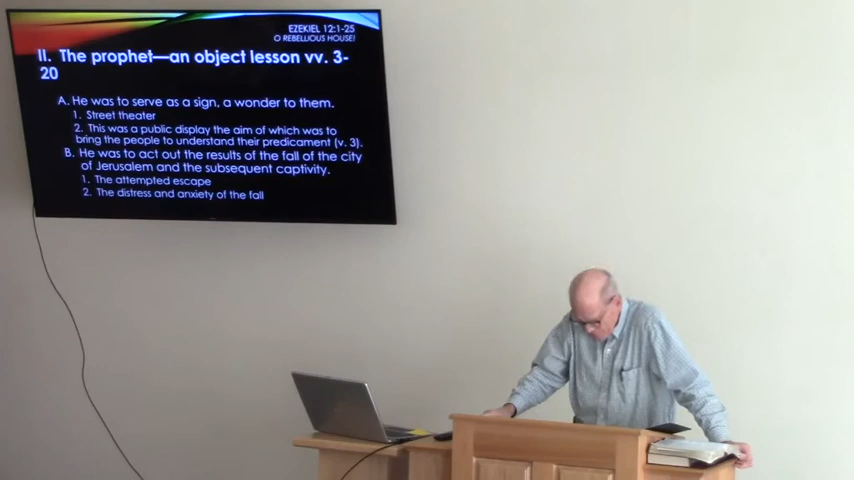 EZEKIEL 12:1-25
O REBELLIOUS HOUSE!
II. The prophet—an object lesson vv. 3-
20
A. He was to serve as a sign, a wonder to them.
1. Street theater
2. This was a public display the aim of which was to
bring the people to understand their predicament (v. 3).
B. He was to act out the results of the fall of the city
of Jerusalem and the subsequent captivity.
1. The attempted escape
2. The distress and anxiety of the fall